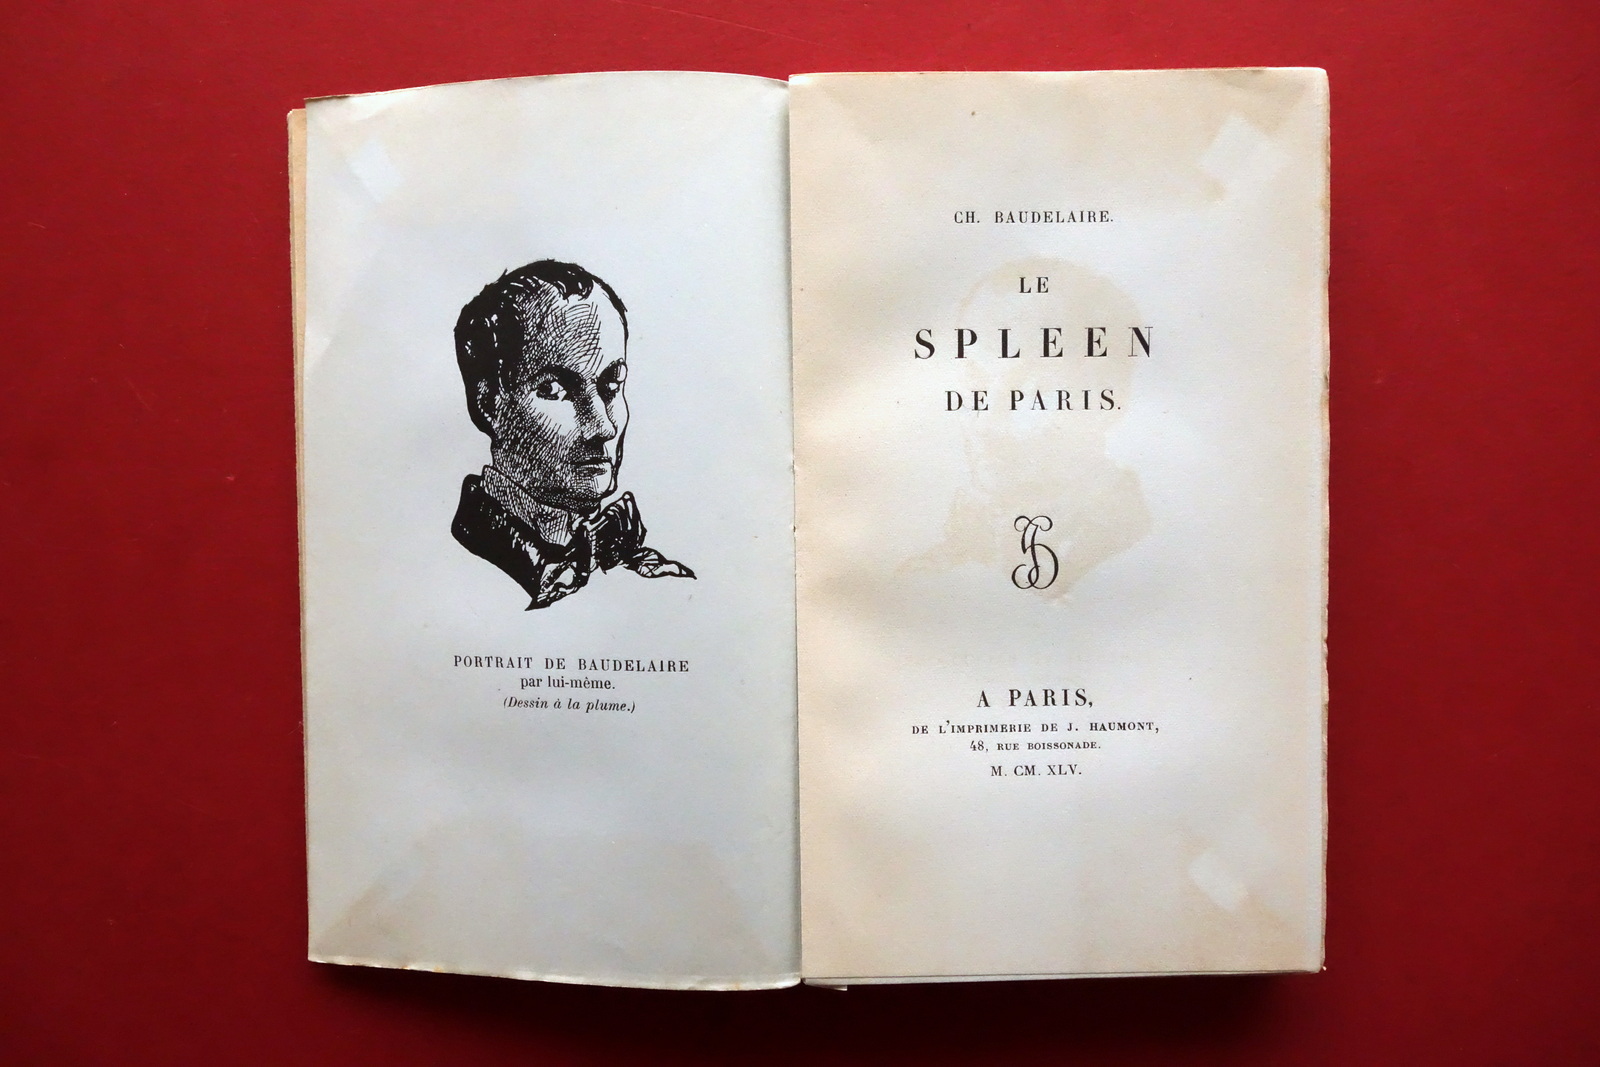 PORTRAIT DE BAUDELAIRE
par lui-même.
(Dessin à la plume.)
CH. BAUDELAIRE.
LE
SPLEEN
DE PARIS.
A PARIS,
DE L'IMPRIMERIE DE J. HAUMONT,
48, RUE BOISSONADE.
M. CM. XLV.